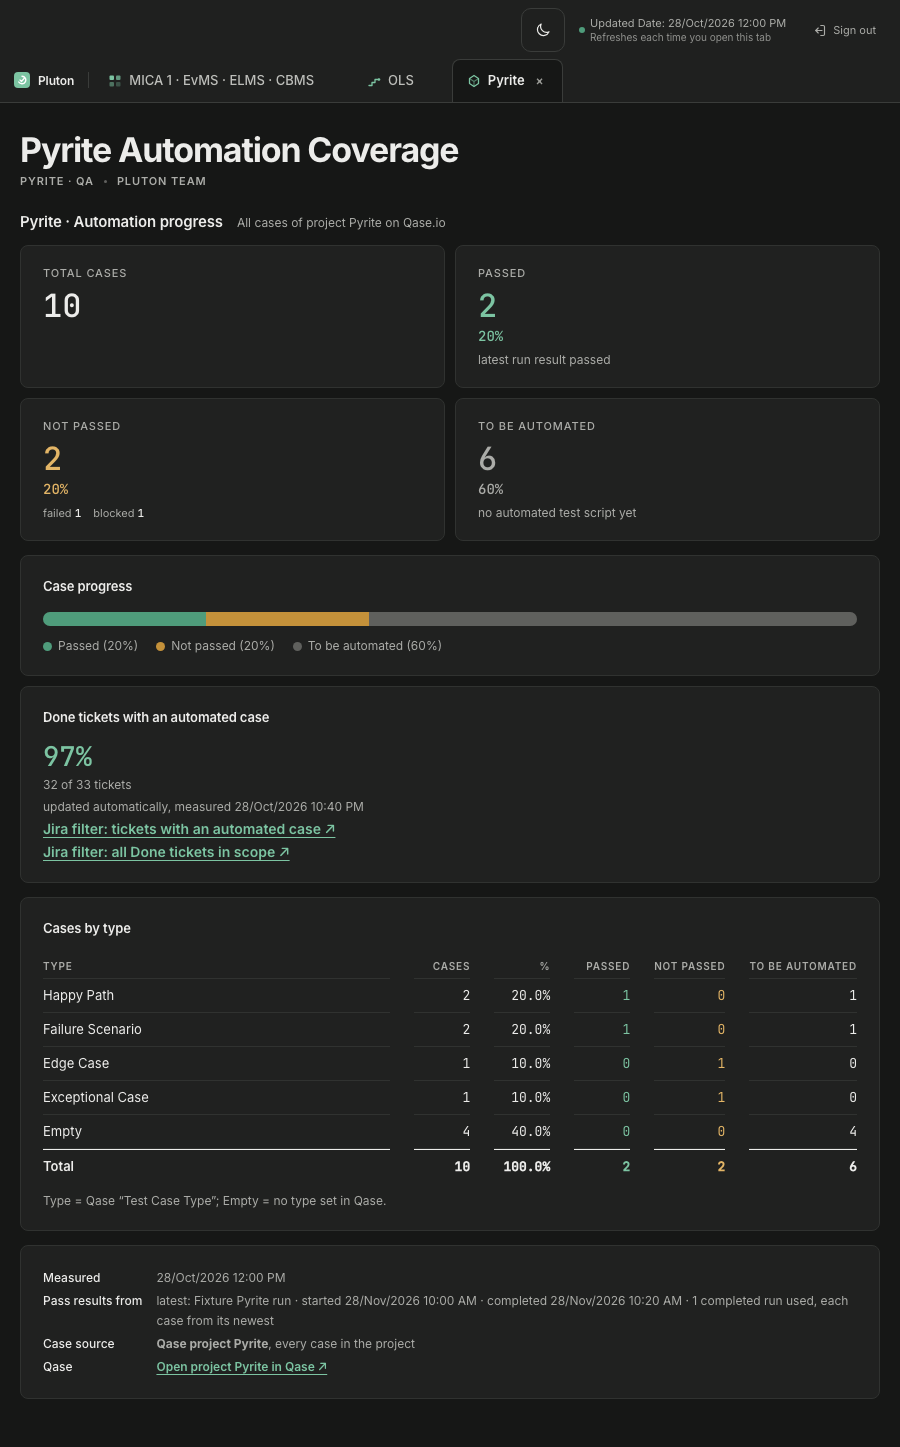 Updated Date: 28/Oct/2026 12:00 PM
Refreshes each time you open this tab
Sign out
Pluton
MICA 1 · EvMS · ELMS · CBMS
OLS
Pyrite ×
Pyrite Automation Coverage
PYRITE · QA • PLUTON TEAM
Pyrite · Automation progress All cases of project Pyrite on Qase.io
TOTAL CASES
10
PASSED
2
20%
latest run result passed
NOT PASSED
2
20%
failed 1 blocked 1
TO BE AUTOMATED
6
60%
no automated test script yet
Case progress
Passed (20%) Not passed (20%) To be automated (60%)
Done tickets with an automated case
97%
32 of 33 tickets
updated automatically, measured 28/Oct/2026 10:40 PM
Jira filter: tickets with an automated case ↗
Jira filter: all Done tickets in scope ↗
Cases by type
TYPE CASES % PASSED NOT PASSED TO BE AUTOMATED
Happy Path 2 20.0% 1 0 1
Failure Scenario 2 20.0% 1 0 1
Edge Case 1 10.0% 0 1 0
Exceptional Case 1 10.0% 0 1 0
Empty 4 40.0% 0 0 4
Total 10 100.0% 2 2 6
Type = Qase “Test Case Type”; Empty = no type set in Qase.
Measured 28/Oct/2026 12:00 PM
Pass results from latest: Fixture Pyrite run · started 28/Nov/2026 10:00 AM · completed 28/Nov/2026 10:20 AM · 1 completed run used, each
case from its newest
Case source Qase project Pyrite, every case in the project
Qase Open project Pyrite in Qase ↗